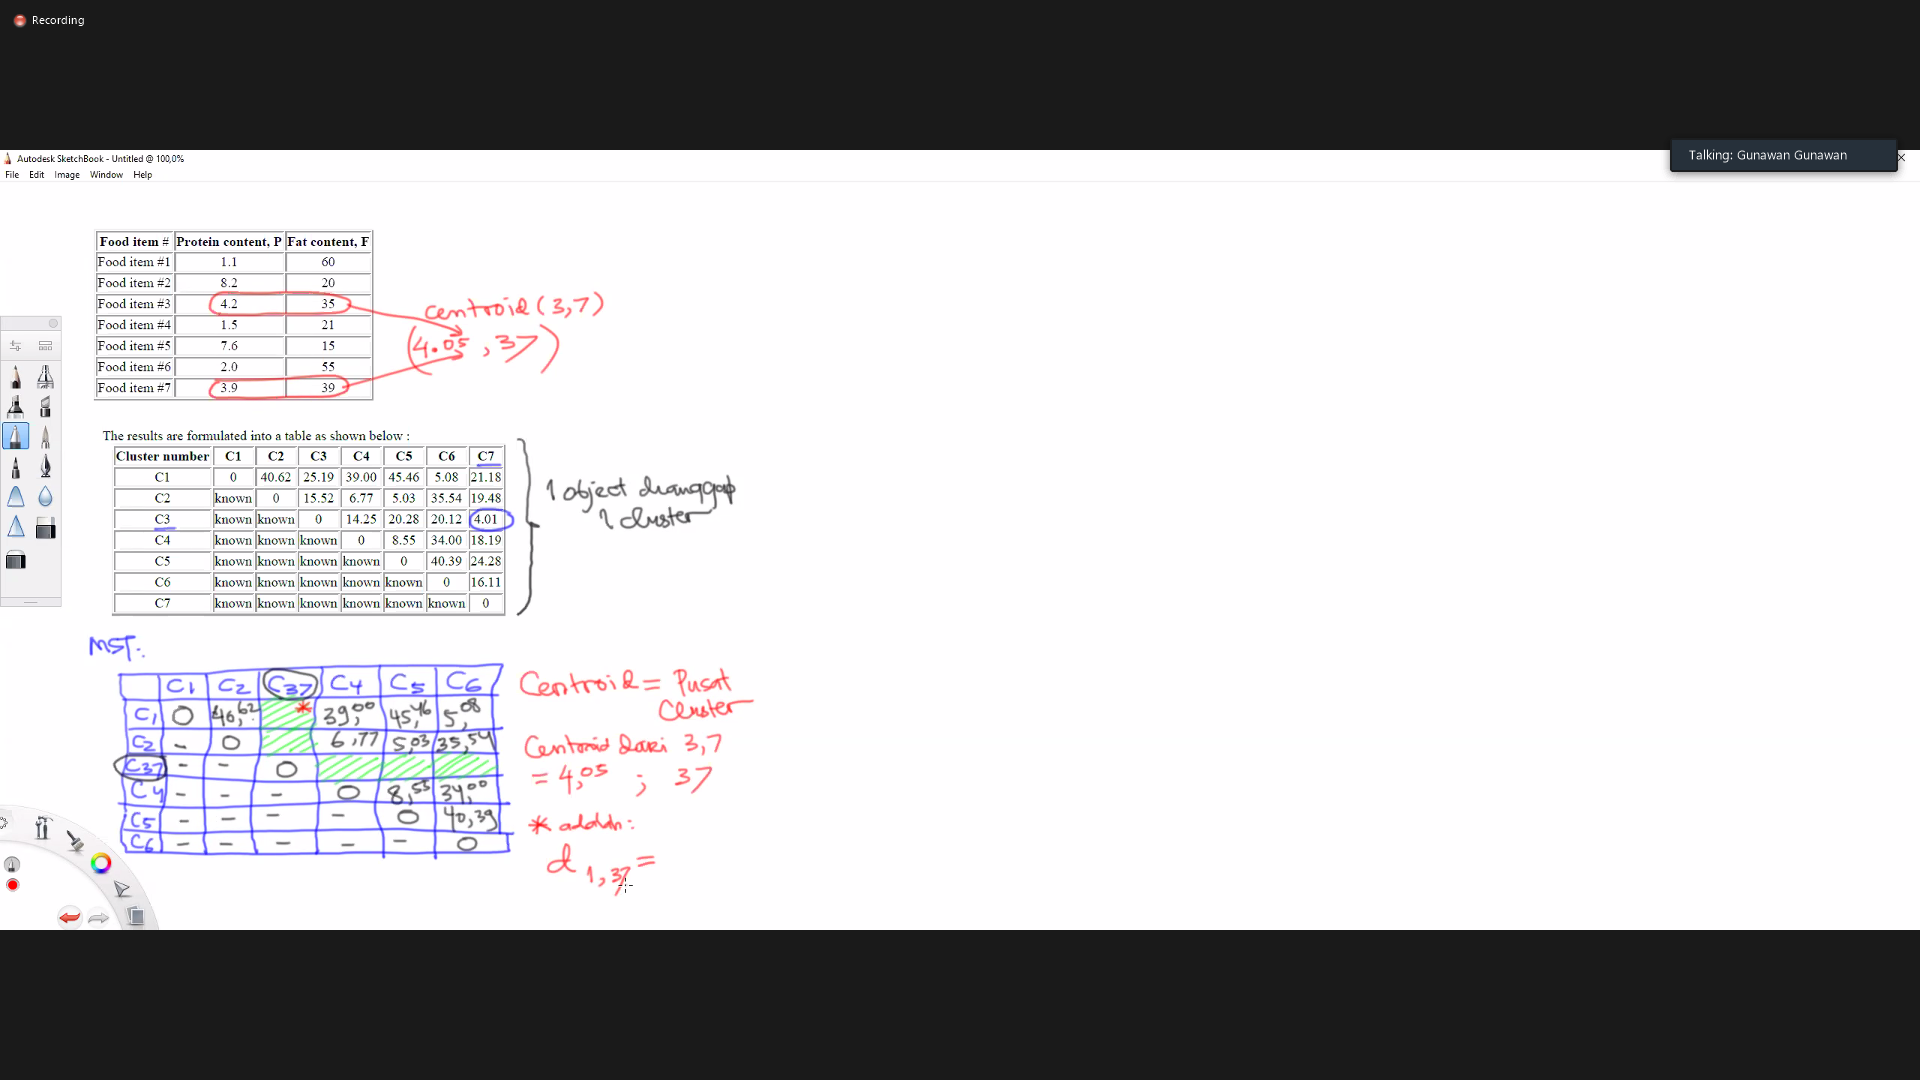 Recording
Talking: Gunawan Gunawan
Autodesk SketchBook - Untitled @ 100,0%
File Edit Image Window Help
Food item # Protein content, P Fat content, F
Food item #1 1.1 60
Food item #2 8.2 20
Food item #3 4.2 35
Food item #4 1.5 21
Food item #5 7.6 15
Food item #6 2.0 55
Food item #7 3.9 39
centroid (3,7)
(4.05 , 37)
The results are formulated into a table as shown below :
Cluster number C1 C2 C3 C4 C5 C6 C7
C1 0 40.62 25.19 39.00 45.46 5.08 21.18
C2 known 0 15.52 6.77 5.03 35.54 19.48
C3 known known 0 14.25 20.28 20.12 4.01
C4 known known known 0 8.55 34.00 18.19
C5 known known known known 0 40.39 24.28
C6 known known known known known 0 16.11
C7 known known known known known known 0
1 object dianggap
1 cluster
MST:
C1 C2 C37 C4 C5 C6
C1 0 40,62 * 39,00 45,46 5,08
C2 - 0 6,77 5,03 35,54
C37 - - 0
C4 - - - 0 8,55 34,00
C5 - - - - 0 40,39
C6 - - - - - 0
Centroid = Pusat
Cluster
Centroid dari 3,7
= 4,05 ; 37
* adalah:
d 1,37 =